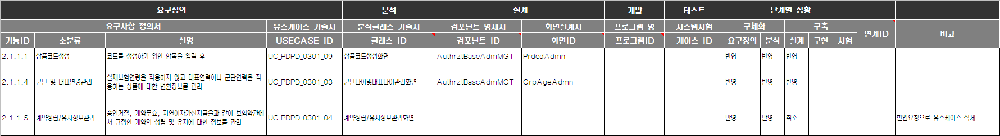 요구정의 분석 설계 개발 테스트 단계별 상황
요구사항 정의서 유스케이스 기술서 분석클래스 기술서 컴포넌트 명세서 화면설계서 프로그램 명 시스템시험 구체화 구축 연계ID 비고
기능ID 소분류 설명 USECASE ID 클래스 ID 컴포넌트 ID 화면ID 프로그램ID 케이스 ID 요구정의 분석 설계 구현 시험
2.1.1.1 상품코드생성 코드를 생성하기 위한 항목을 입력 후 UC_PDPD_0301_09 상품코드생성화면 AuthrztBascAdmMGT PrdcdAdmn 반영 반영 반영
2.1.1.4 군단 및 대표연령관리 실제보험연령을 적용하지 않고 대표연력이나 군단연력을 적
용하는 상품에 대한 변환정보를 관리 UC_PDPD_0301_03 군단나이및대표나이관리화면 AuthrztBascAdmMGT GrpAgeAdmn 반영 반영 반영
2.1.1.5 계약성립/유지정보관리 승인거절, 계약무효, 지연이자가산지급율과 같이 보험약관에
서 규정한 계약의 성립 및 유지에 대한 정보를 관리 UC_PDPD_0301_04 계약성립/유지정보관리화면 반영 반영 취소 현업요청으로 유스케이스 삭제